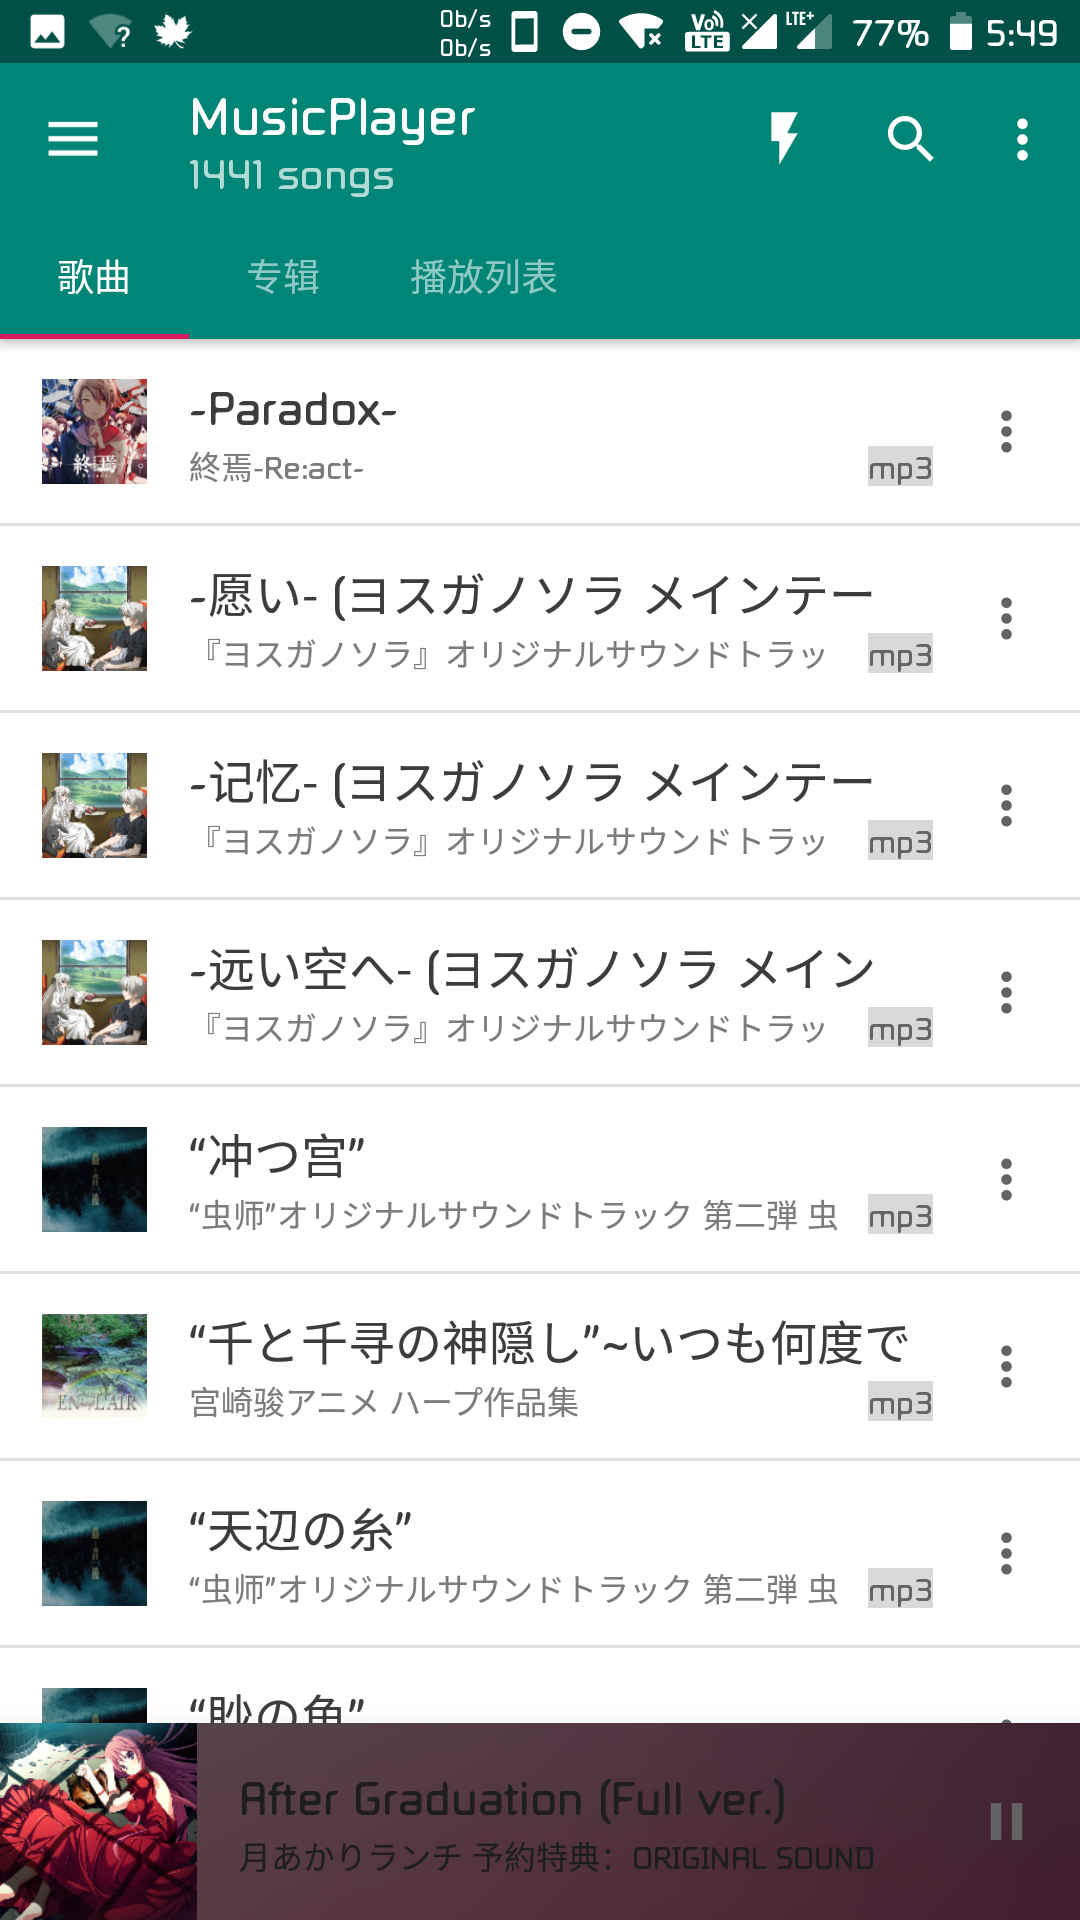 0b/s
0b/s
VoLTE
LTE+
77%
5:49
MusicPlayer
1441 songs
歌曲 专辑 播放列表
-Paradox-
終焉-Re:act-
mp3
-愿い- (ヨスガノソラ メインテー
『ヨスガノソラ』オリジナルサウンドトラッ
mp3
-记忆- (ヨスガノソラ メインテー
『ヨスガノソラ』オリジナルサウンドトラッ
mp3
-远い空へ- (ヨスガノソラ メイン
『ヨスガノソラ』オリジナルサウンドトラッ
mp3
“冲つ宫”
“虫师”オリジナルサウンドトラック 第二弾 虫
mp3
“千と千寻の神隠し”~いつも何度で
宫崎骏アニメ ハープ作品集
mp3
“天辺の糸”
“虫师”オリジナルサウンドトラック 第二弾 虫
mp3
“眇の魚”
After Graduation (Full ver.)
月あかりランチ 予約特典：ORIGINAL SOUND